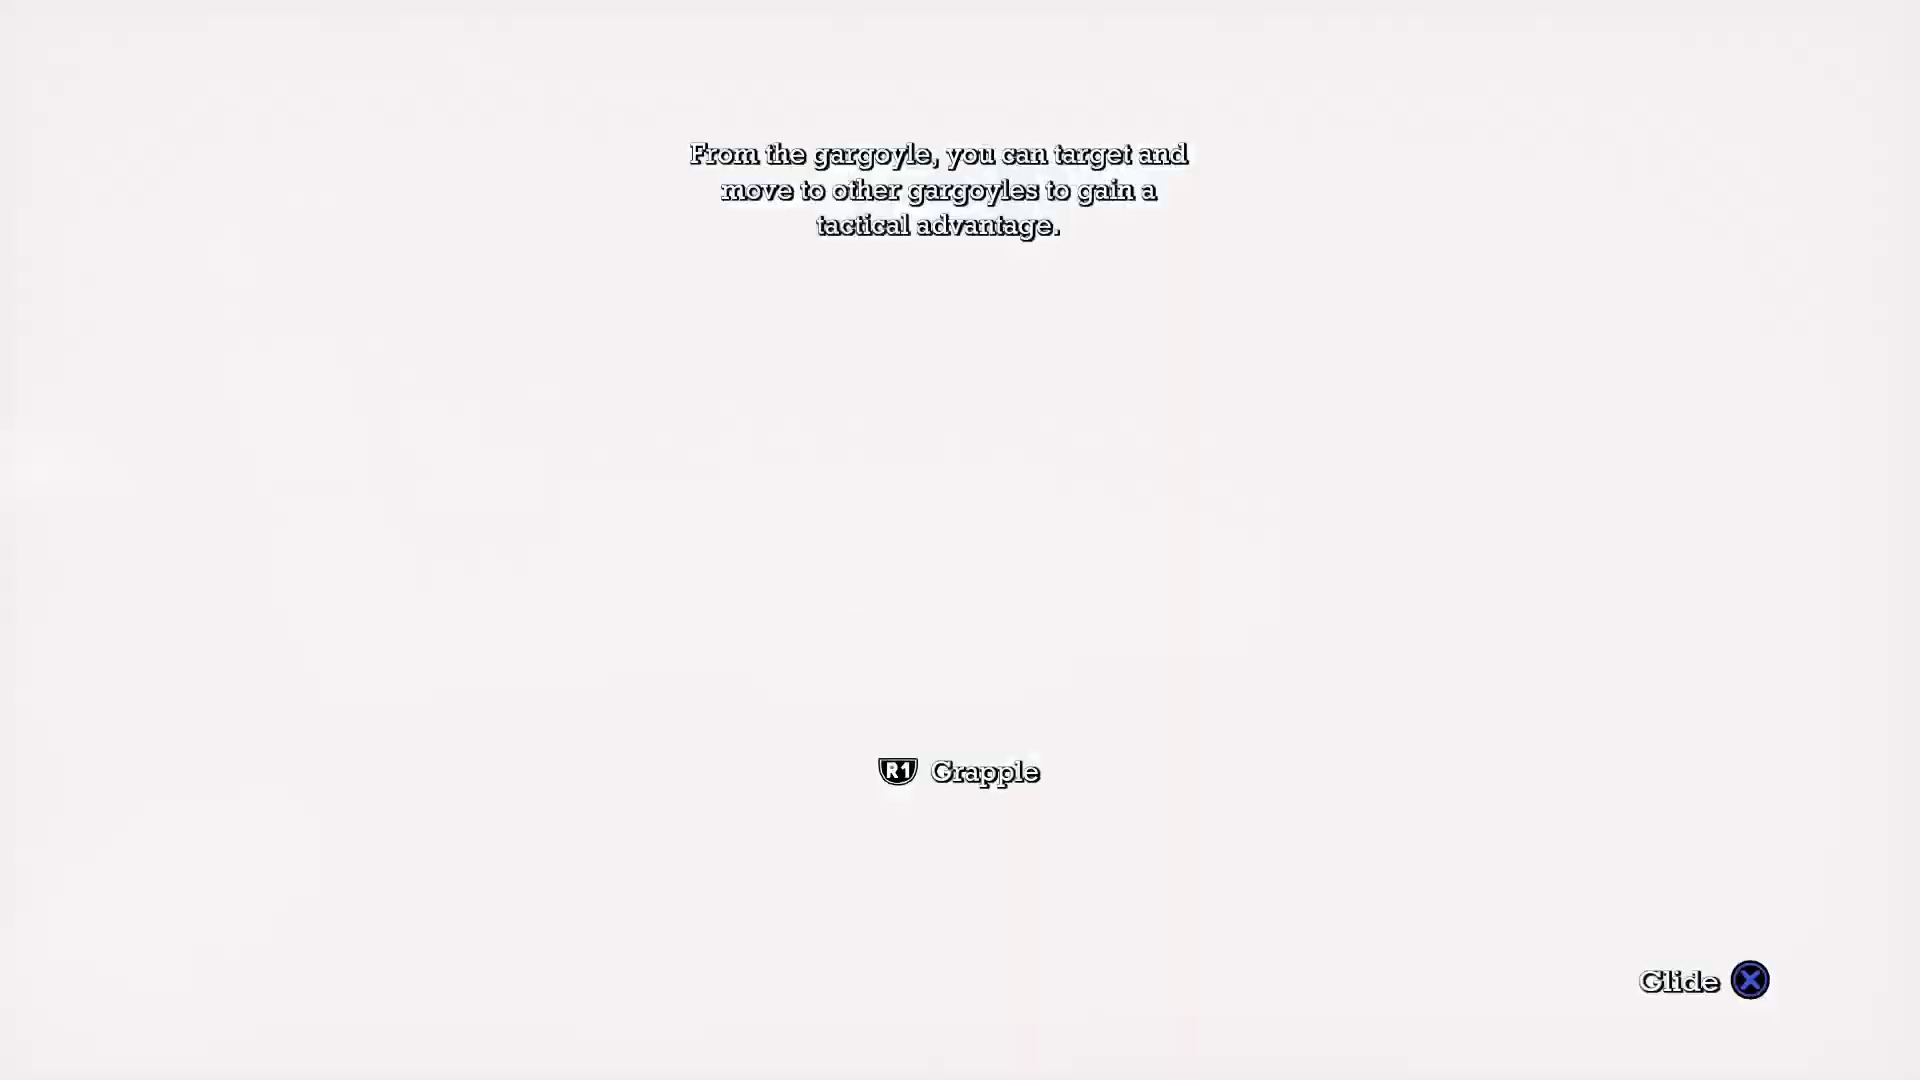 From the gargoyle, you can target and
move to other gargoyles to gain a
tactical advantage.
R1 Grapple
Glide